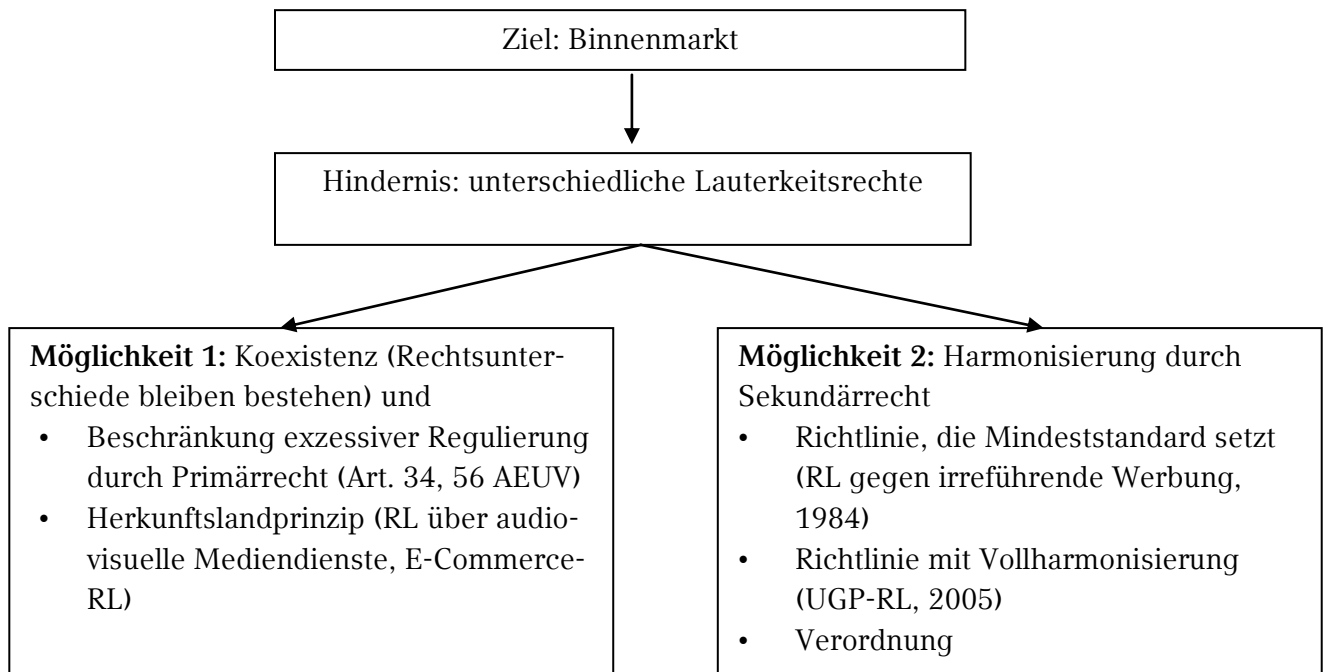 Ziel: Binnenmarkt
Hindernis: unterschiedliche Lauterkeitsrechte
Möglichkeit 1: Koexistenz (Rechtsunter-
schiede bleiben bestehen) und
• Beschränkung exzessiver Regulierung
durch Primärrecht (Art. 34, 56 AEUV)
• Herkunftslandprinzip (RL über audio-
visuelle Mediendienste, E-Commerce-
RL)
Möglichkeit 2: Harmonisierung durch
Sekundärrecht
• Richtlinie, die Mindeststandard setzt
(RL gegen irreführende Werbung,
1984)
• Richtlinie mit Vollharmonisierung
(UGP-RL, 2005)
• Verordnung